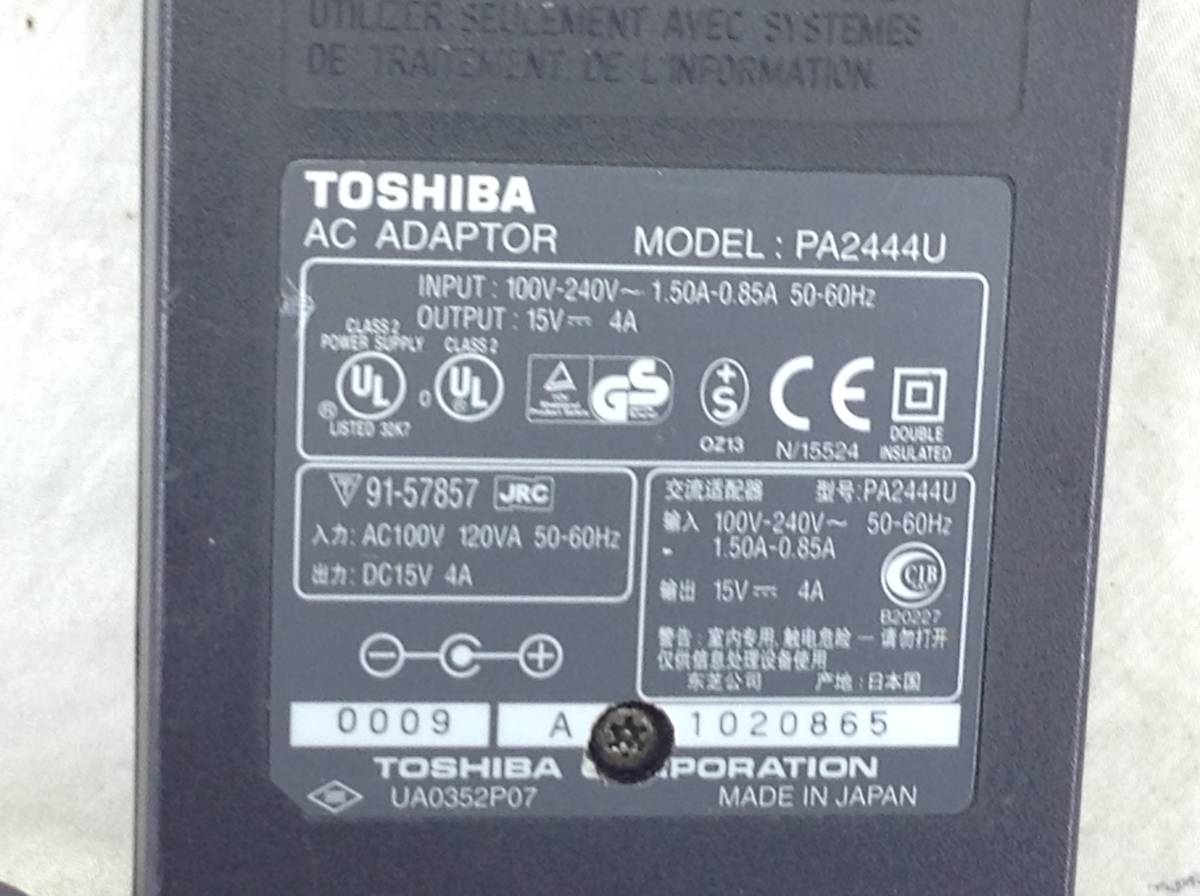 UTILIZER SEULEMENT AVEC SYSTEMES
DE TRAITEMENT DE L'INFORMATION.
TOSHIBA
AC ADAPTOR MODEL : PA2444U
INPUT : 100V-240V～ 1.50A-0.85A 50-60Hz
OUTPUT : 15V⎓ 4A
CLASS 2
POWER SUPPLY
CLASS 2
UL
UL
LISTED 30K7
GS
+S
OZ13
CE
N/15524
DOUBLE
INSULATED
▽T 91-57857 JRC
入力: AC100V 120VA 50-60Hz
出力: DC15V 4A
交流适配器 型号:PA2444U
输入 100V-240V～ 50-60Hz
1.50A-0.85A
输出 15V⎓ 4A
CIB
B20227
警告: 室内专用, 触电危险 一 请勿打开
仅供信息处理设备使用
东芝公司 产地:日本国
0009 A 1020865
TOSHIBA PORATION
UA0352P07 MADE IN JAPAN